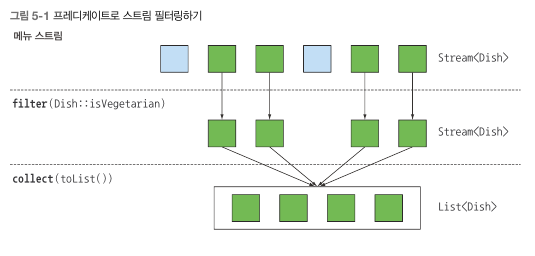 그림 5-1 프레디케이트로 스트림 필터링하기
메뉴 스트림
Stream<Dish>
filter(Dish::isVegetarian)
Stream<Dish>
collect(toList())
List<Dish>